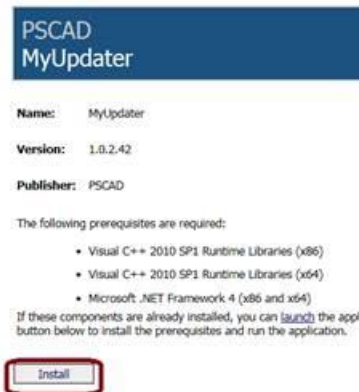 PSCAD
MyUpdater
Name: MyUpdater
Version: 1.0.2.42
Publisher: PSCAD
The following prerequisites are required:
• Visual C++ 2010 SP1 Runtime Libraries (x86)
• Visual C++ 2010 SP1 Runtime Libraries (x64)
• Microsoft .NET Framework 4 (x86 and x64)
If these components are already installed, you can launch the appl
button below to install the prerequisites and run the application.
Install